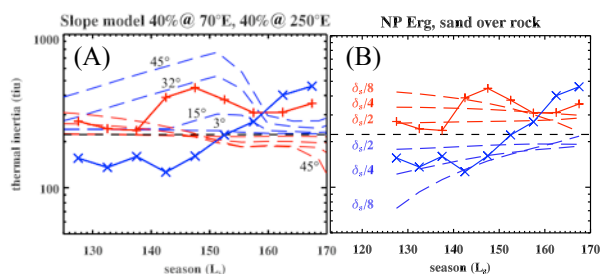 Slope model 40%@ 70°E, 40%@ 250°E
NP Erg, sand over rock
1000
(A)
(B)
45°
32°
15°
3°
45°
δs/8
δs/4
δs/2
δs/2
δs/4
δs/8
100
thermal inertia (tiu)
130 140 150 160 170
120 130 140 150 160 170
season (Ls)
season (Ls)